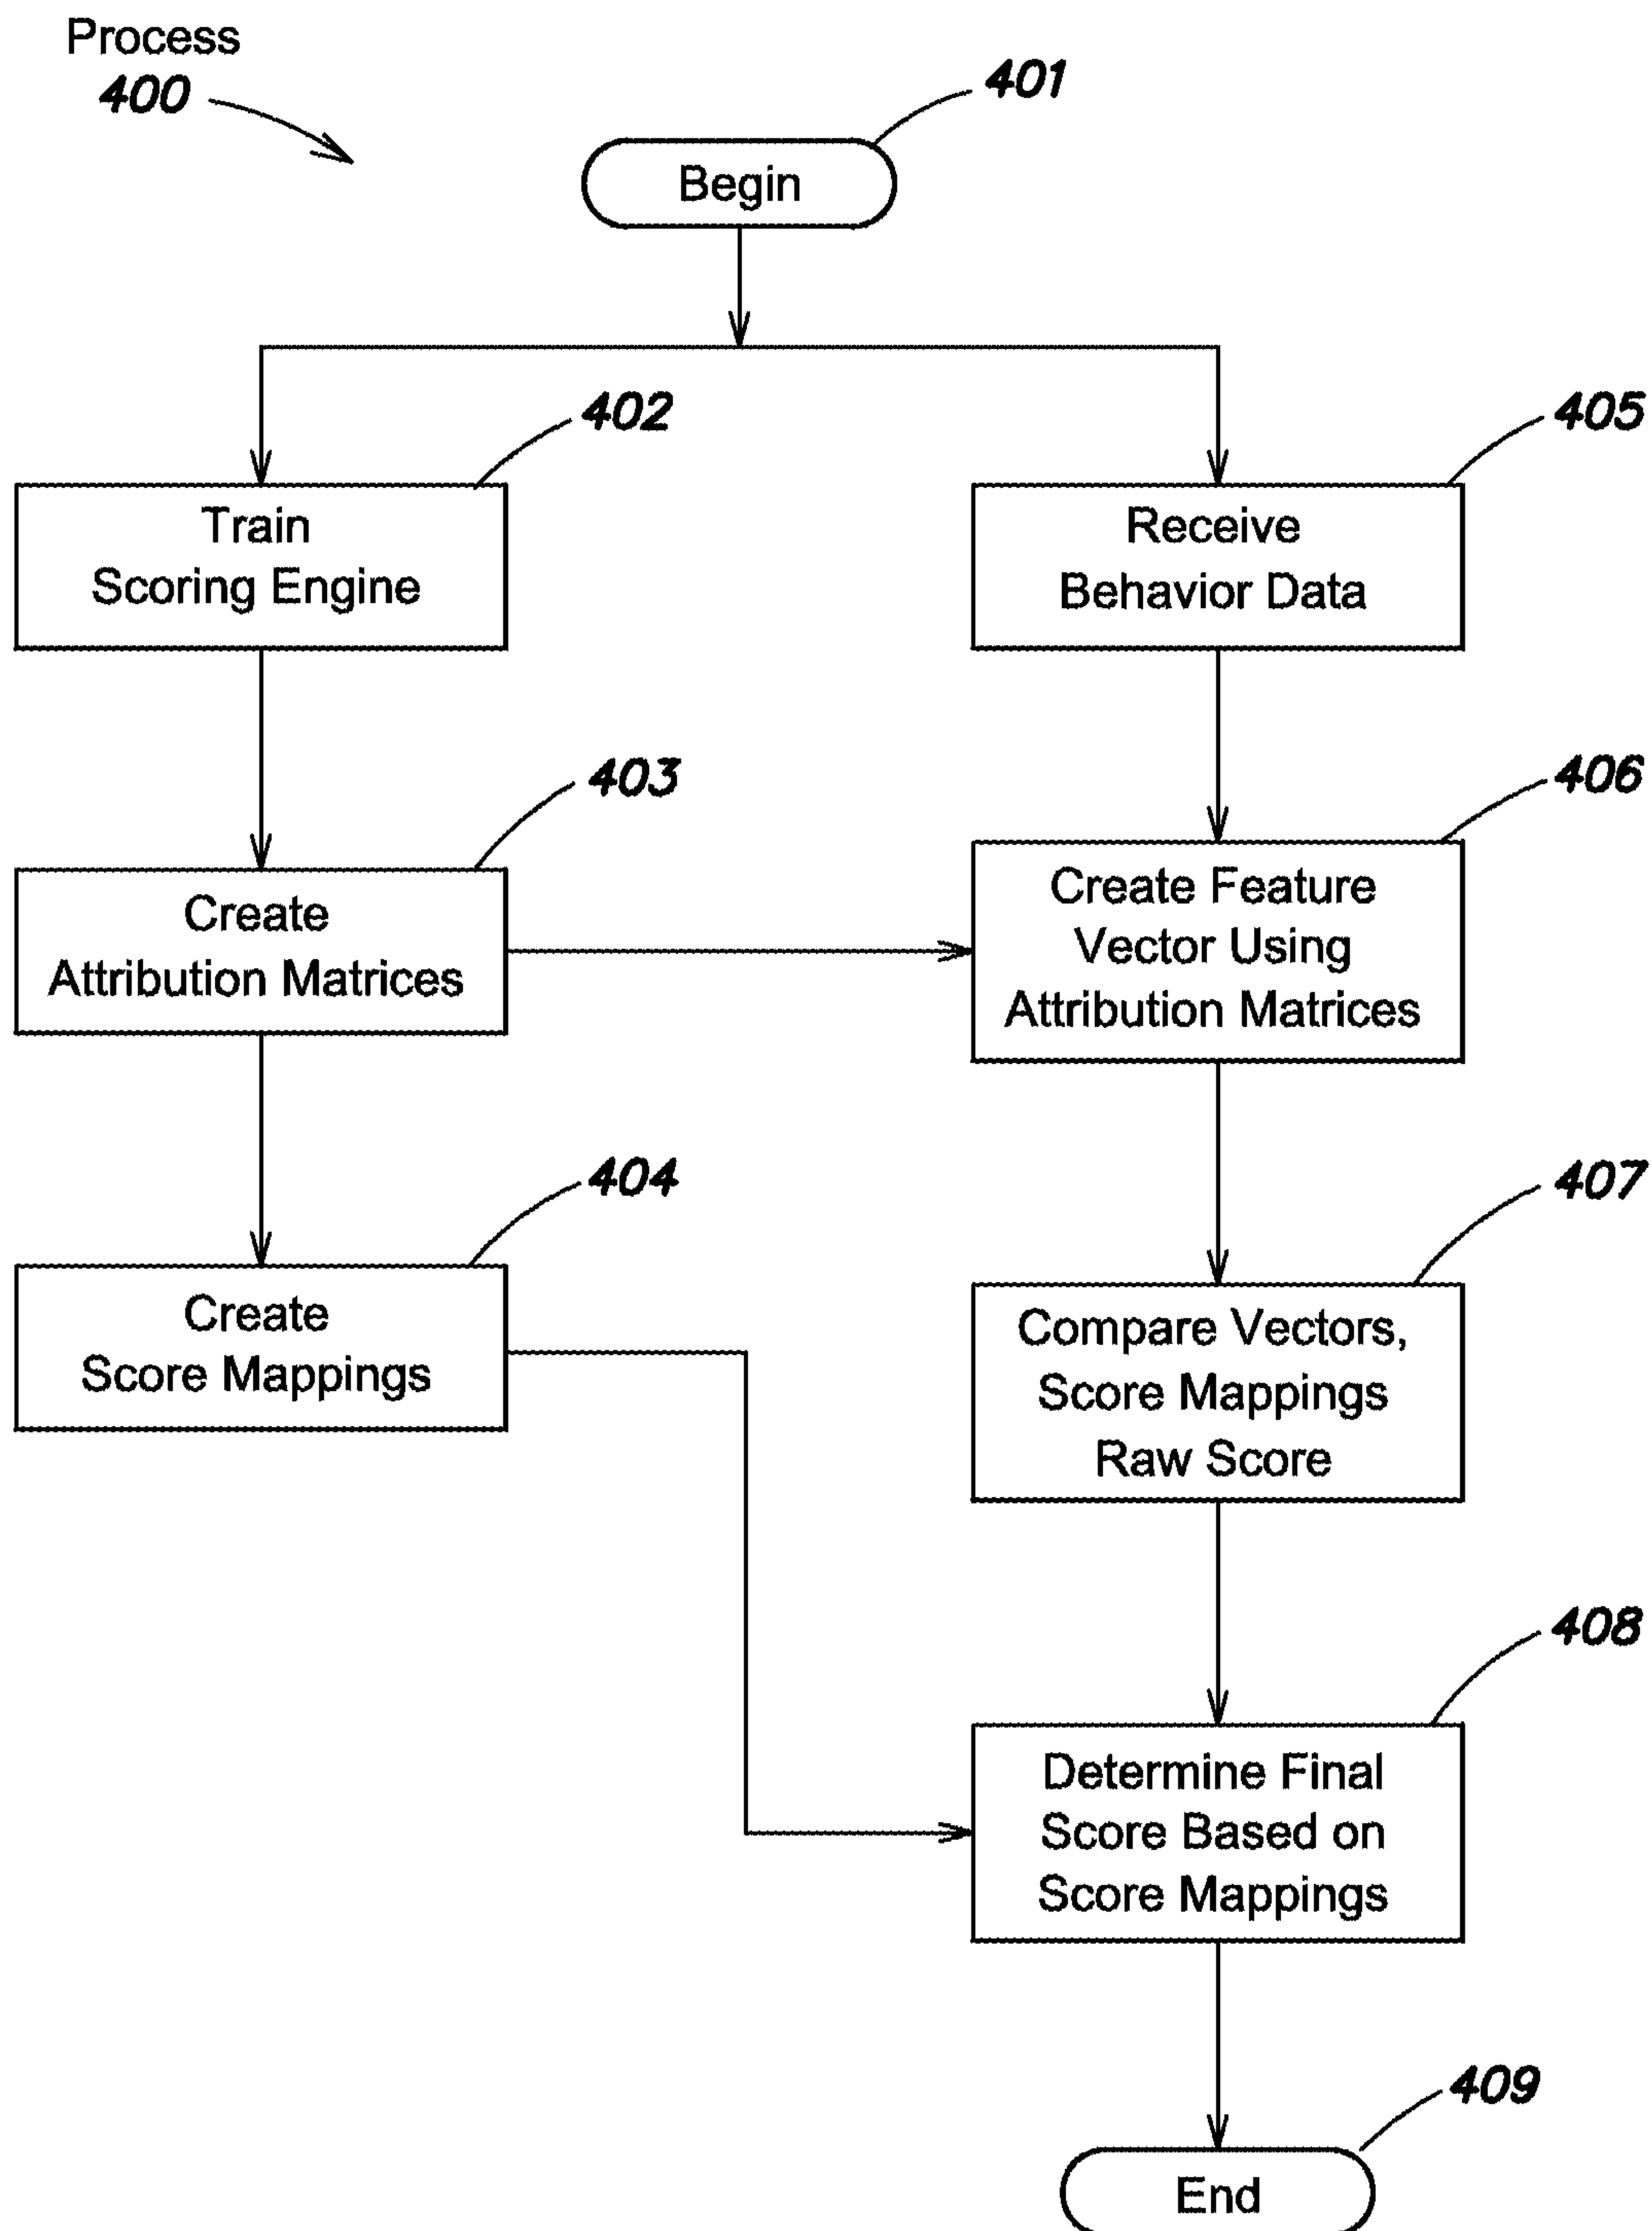 Process
400
401
Begin
402
Train
Scoring Engine
405
Receive
Behavior Data
403
Create
Attribution Matrices
406
Create Feature
Vector Using
Attribution Matrices
404
Create
Score Mappings
407
Compare Vectors,
Score Mappings
Raw Score
408
Determine Final
Score Based on
Score Mappings
409
End